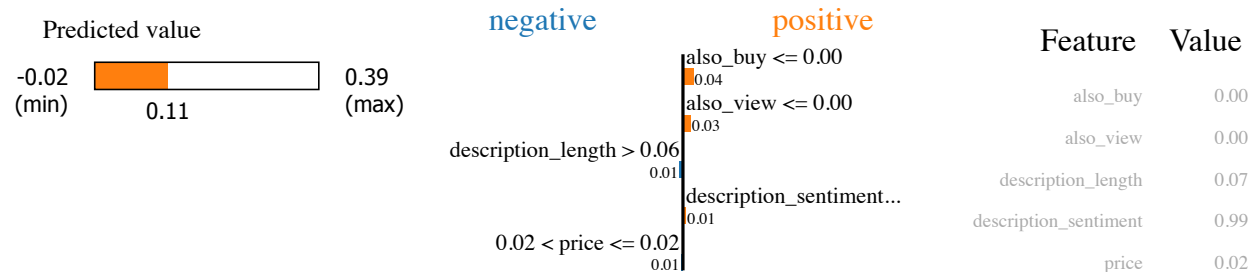 Predicted value
-0.02
(min)
0.39
(max)
0.11
negative
positive
also_buy <= 0.00
0.04
also_view <= 0.00
0.03
description_length > 0.06
0.01
description_sentiment...
0.01
0.02 < price <= 0.02
0.01
Feature Value
also_buy 0.00
also_view 0.00
description_length 0.07
description_sentiment 0.99
price 0.02